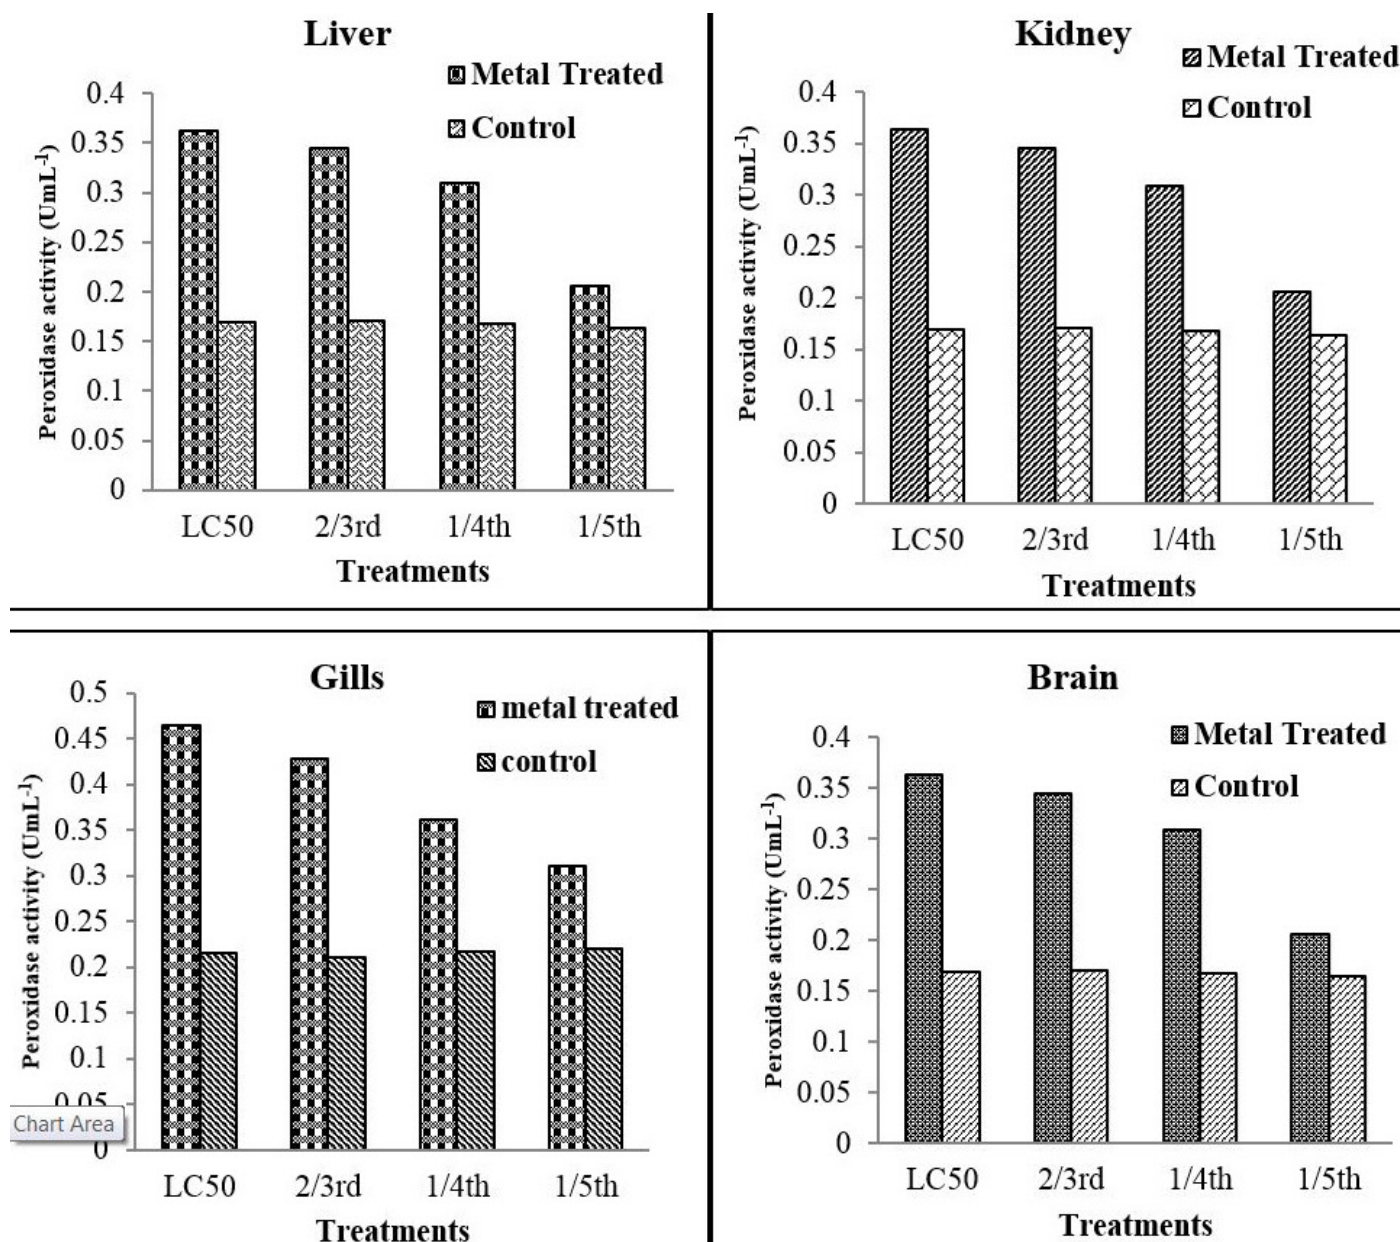 Liver
Metal Treated
Control
Peroxidase activity (UmL-1)
0.4
0.35
0.3
0.25
0.2
0.15
0.1
0.05
0
LC50 2/3rd 1/4th 1/5th
Treatments
Kidney
Metal Treated
Control
Peroxidase activity (UmL-1)
0.4
0.35
0.3
0.25
0.2
0.15
0.1
0.05
0
LC50 2/3rd 1/4th 1/5th
Treatments
Gills
metal treated
control
Peroxidase activity (UmL-1)
0.5
0.45
0.4
0.35
0.3
0.25
0.2
0.15
0.1
0.05
Chart Area
0
LC50 2/3rd 1/4th 1/5th
Treatments
Brain
Metal Treated
Control
Peroxidase activity (UmL-1)
0.4
0.35
0.3
0.25
0.2
0.15
0.1
0.05
0
LC50 2/3rd 1/4th 1/5th
Treatments